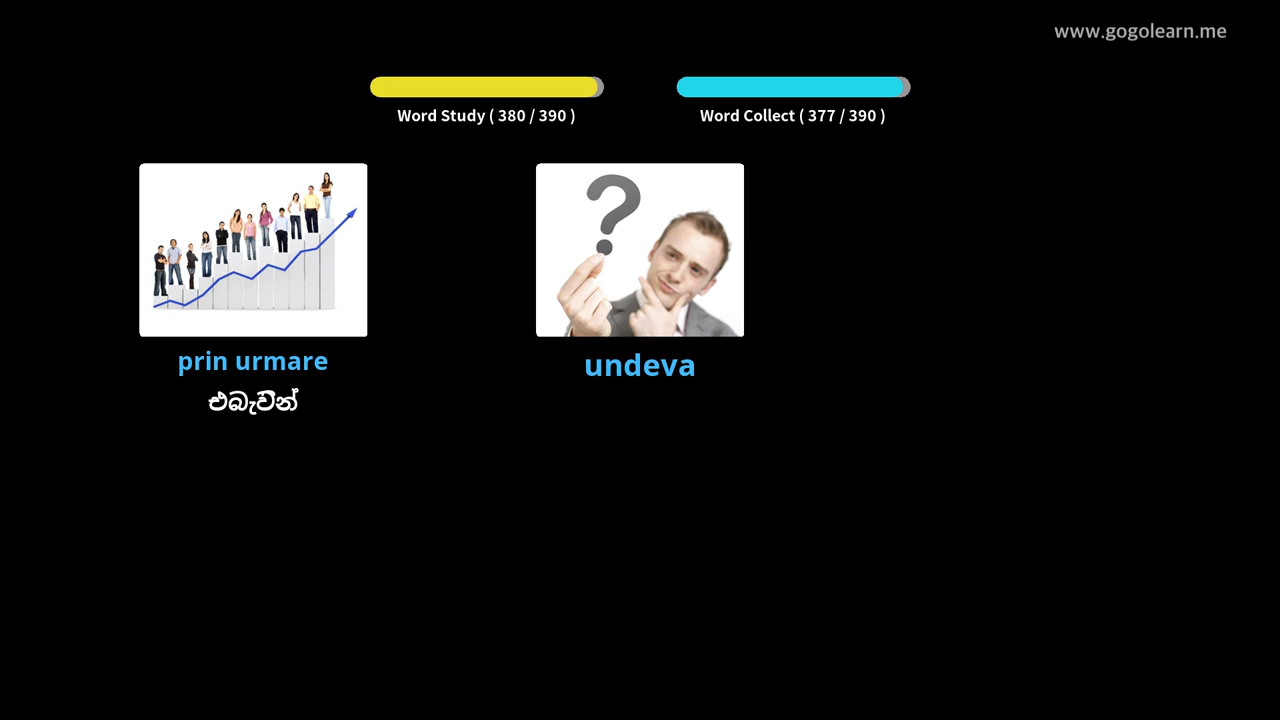 www.gogolearn.me
Word Study ( 380 / 390 )
Word Collect ( 377 / 390 )
prin urmare
එබැවින්
undeva